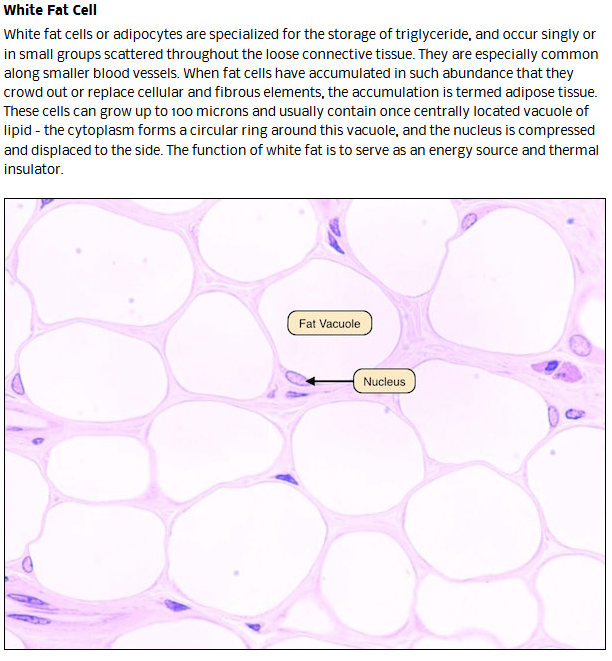 White Fat Cell
White fat cells or adipocytes are specialized for the storage of triglyceride, and occur singly or
in small groups scattered throughout the loose connective tissue. They are especially common
along smaller blood vessels. When fat cells have accumulated in such abundance that they
crowd out or replace cellular and fibrous elements, the accumulation is termed adipose tissue.
These cells can grow up to 100 microns and usually contain once centrally located vacuole of
lipid - the cytoplasm forms a circular ring around this vacuole, and the nucleus is compressed
and displaced to the side. The function of white fat is to serve as an energy source and thermal
insulator.
Fat Vacuole
Nucleus